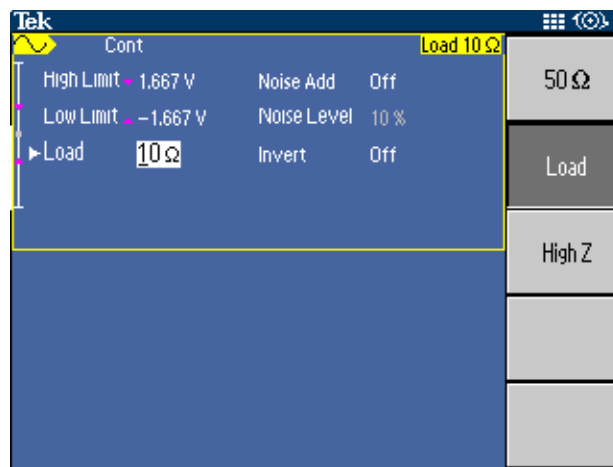 Tek
Cont Load 10 Ω
High Limit 1.667 V Noise Add Off
Low Limit -1.667 V Noise Level 10 %
Load 10 Ω Invert Off
50 Ω
Load
High Z